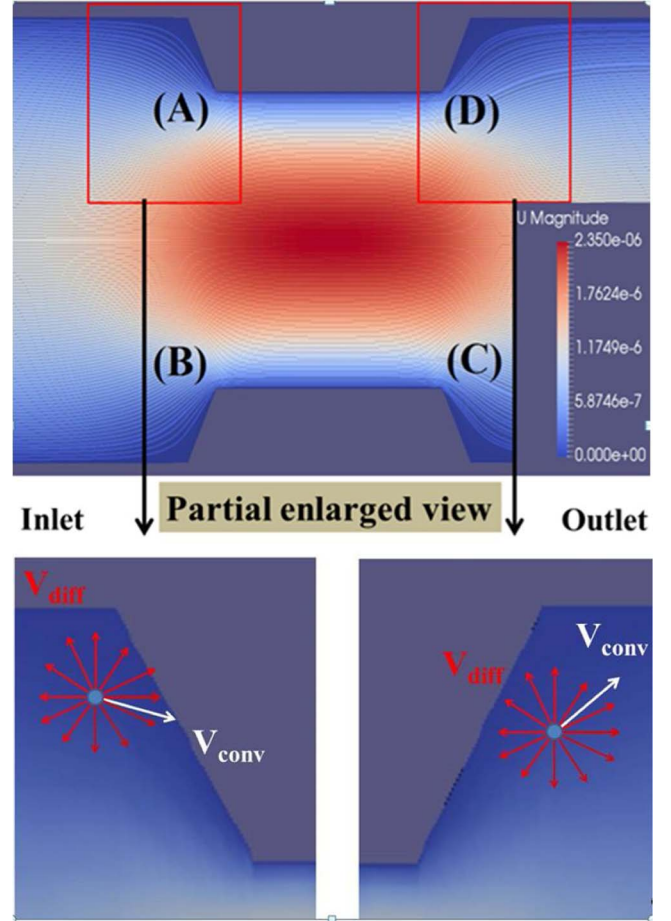 (A)
(D)
U Magnitude
2.350e-06
1.7624e-6
1.1749e-6
5.8746e-7
0.000e+00
(B)
(C)
Inlet
Partial enlarged view
Outlet
Vdiff
Vconv
Vconv
Vdiff